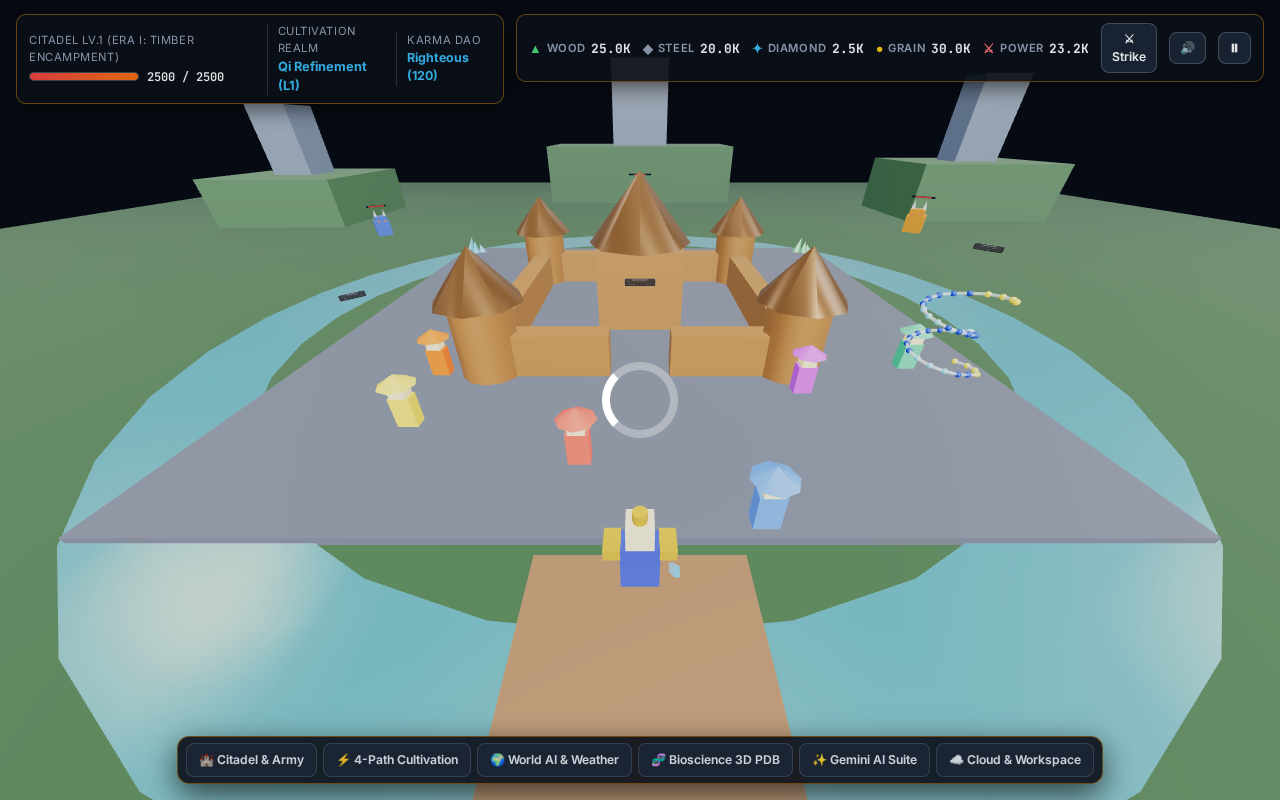 CITADEL LV.1 (ERA I: TIMBER
ENCAMPMENT)
2500 / 2500
CULTIVATION
REALM
Qi Refinement
(L1)
KARMA DAO
Righteous
(120)
WOOD 25.0K
STEEL 20.0K
DIAMOND 2.5K
GRAIN 30.0K
POWER 23.2K
Strike
Citadel & Army
4-Path Cultivation
World AI & Weather
Bioscience 3D PDB
Gemini AI Suite
Cloud & Workspace